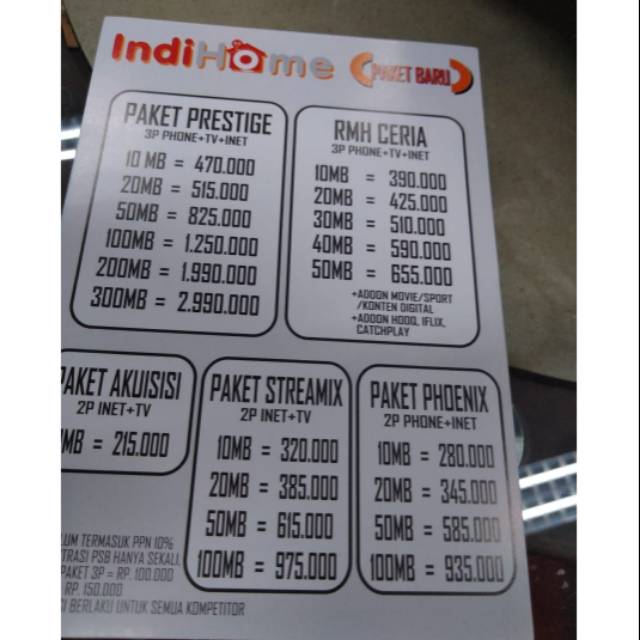 IndiHome
PAKET BARU
PAKET PRESTIGE
3P PHONE+TV+INET
10 MB = 470.000
20MB = 515.000
50MB = 825.000
100MB = 1.250.000
200MB = 1.990.000
300MB = 2.990.000
RMH CERIA
3P PHONE+TV+INET
10MB = 390.000
20MB = 425.000
30MB = 510.000
40MB = 590.000
50MB = 655.000
+ADDON MOVIE/SPORT
/KONTEN DIGITAL
+ADDON HOOQ, IFLIX,
CATCHPLAY
PAKET AKUISISI
2P INET+TV
MB = 215.000
PAKET STREAMIX
2P INET+TV
10MB = 320.000
20MB = 385.000
50MB = 615.000
100MB = 975.000
PAKET PHOENIX
2P PHONE+INET
10MB = 280.000
20MB = 345.000
50MB = 585.000
100MB = 935.000
LUM TERMASUK PPN 10%
TRASI PSB HANYA SEKALI,
PAKET 3P = RP. 100.000
RP. 150.000
SI BERLAKU UNTUK SEMUA KOMPETITOR